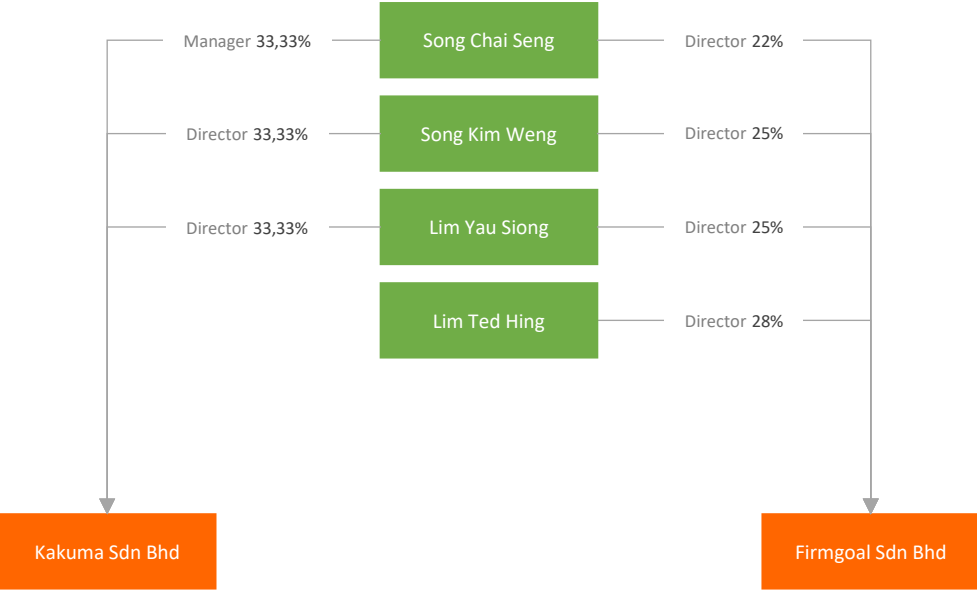 Manager 33,33%
Song Chai Seng
Director 22%
Director 33,33%
Song Kim Weng
Director 25%
Director 33,33%
Lim Yau Siong
Director 25%
Lim Ted Hing
Director 28%
Kakuma Sdn Bhd
Firmgoal Sdn Bhd